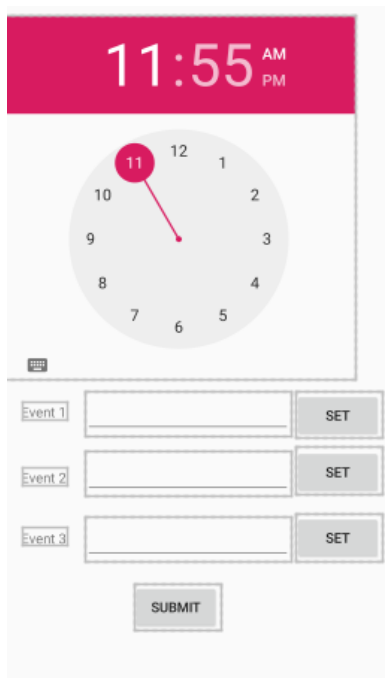 11:55 AM
PM
12
11 1
10 2
9 3
8 4
7 5
6
Event 1 SET
Event 2 SET
Event 3 SET
SUBMIT